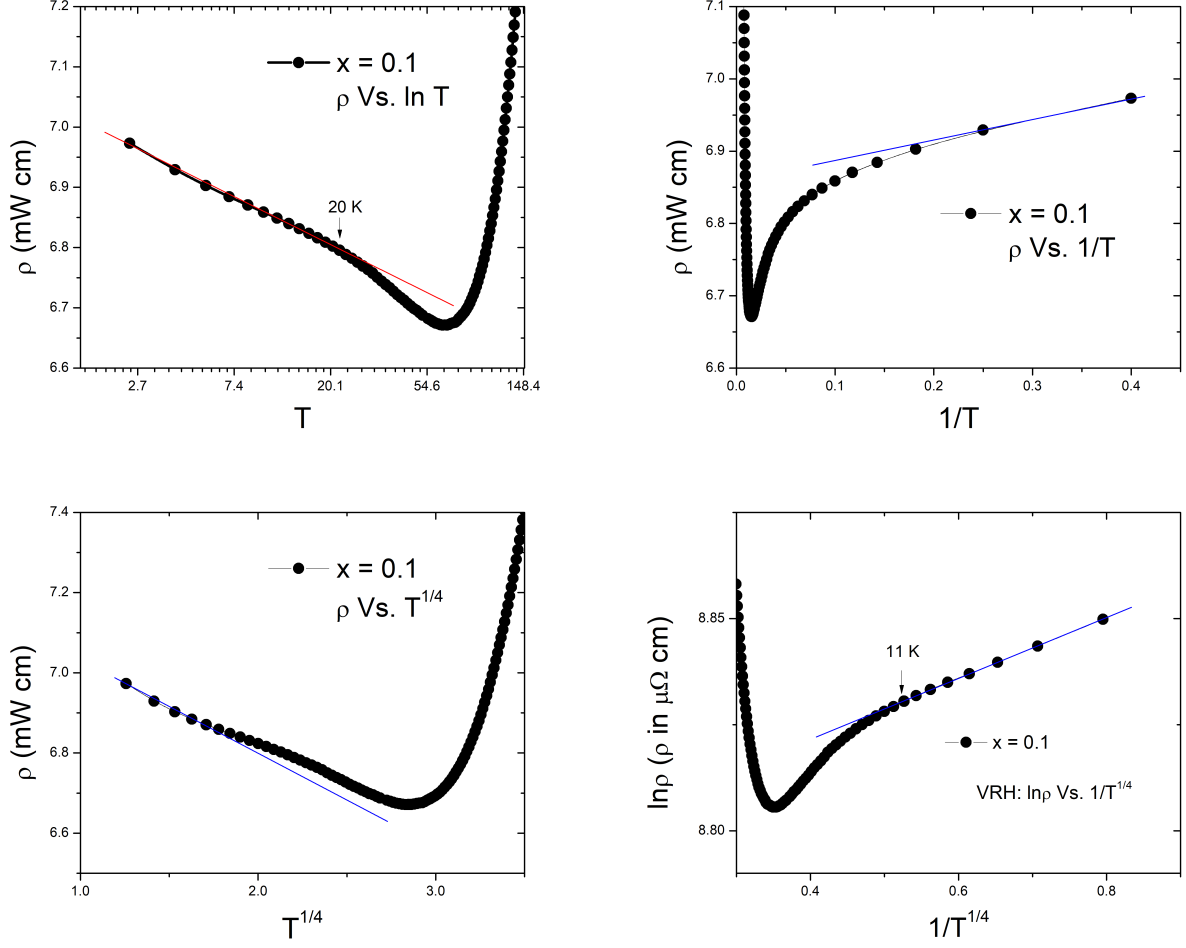 7.2
7.1
7.0
6.9
6.8
6.7
6.6
ρ (mW cm)
x = 0.1
ρ Vs. ln T
20 K
2.7 7.4 20.1 54.6 148.4
T
7.1
7.0
6.9
6.8
6.7
6.6
ρ (mW cm)
x = 0.1
ρ Vs. 1/T
0.0 0.1 0.2 0.3 0.4
1/T
7.4
7.2
7.0
6.8
6.6
ρ (mW cm)
x = 0.1
ρ Vs. T^1/4
1.0 2.0 3.0
T^1/4
8.85
8.80
lnρ (ρ in μΩ cm)
11 K
x = 0.1
VRH: lnρ Vs. 1/T^1/4
0.4 0.6 0.8
1/T^1/4